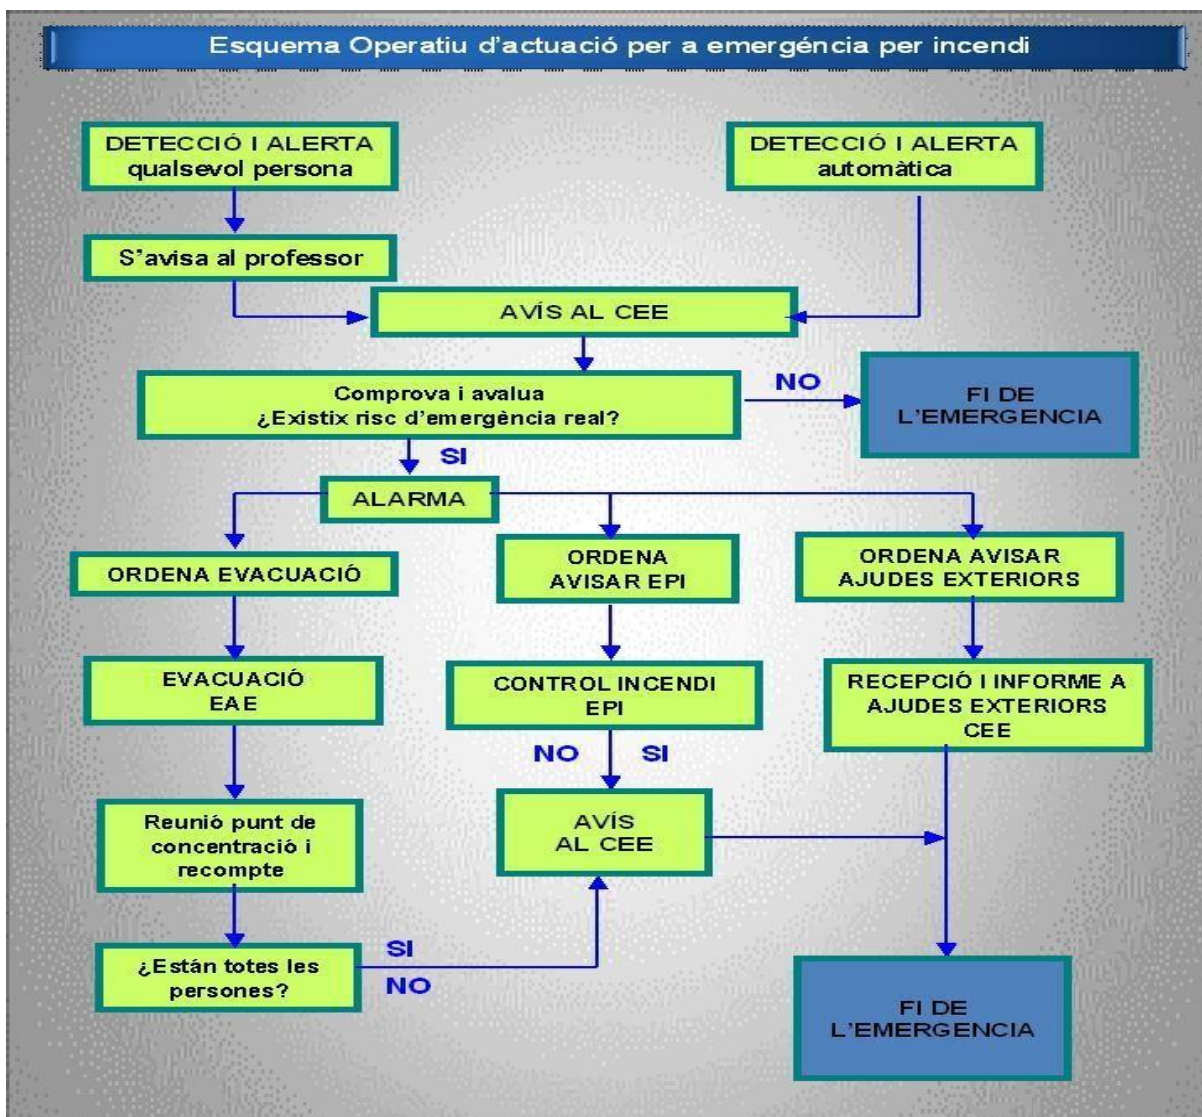 Esquema Operatiu d'actuació per a emergéncia per incendi
DETECCIÓ I ALERTA
qualsevol persona
DETECCIÓ I ALERTA
automàtica
S'avisa al professor
AVÍS AL CEE
Comprova i avalua
¿Existix risc d'emergència real?
NO
FI DE
L'EMERGENCIA
SI
ALARMA
ORDENA EVACUACIÓ
ORDENA
AVISAR EPI
ORDENA AVISAR
AJUDES EXTERIORS
EVACUACIÓ
EAE
CONTROL INCENDI
EPI
RECEPCIÓ I INFORME A
AJUDES EXTERIORS
CEE
NO
SI
Reunió punt de
concentració i
recompte
AVÍS
AL CEE
¿Están totes les
persones?
SI
NO
FI DE
L'EMERGENCIA